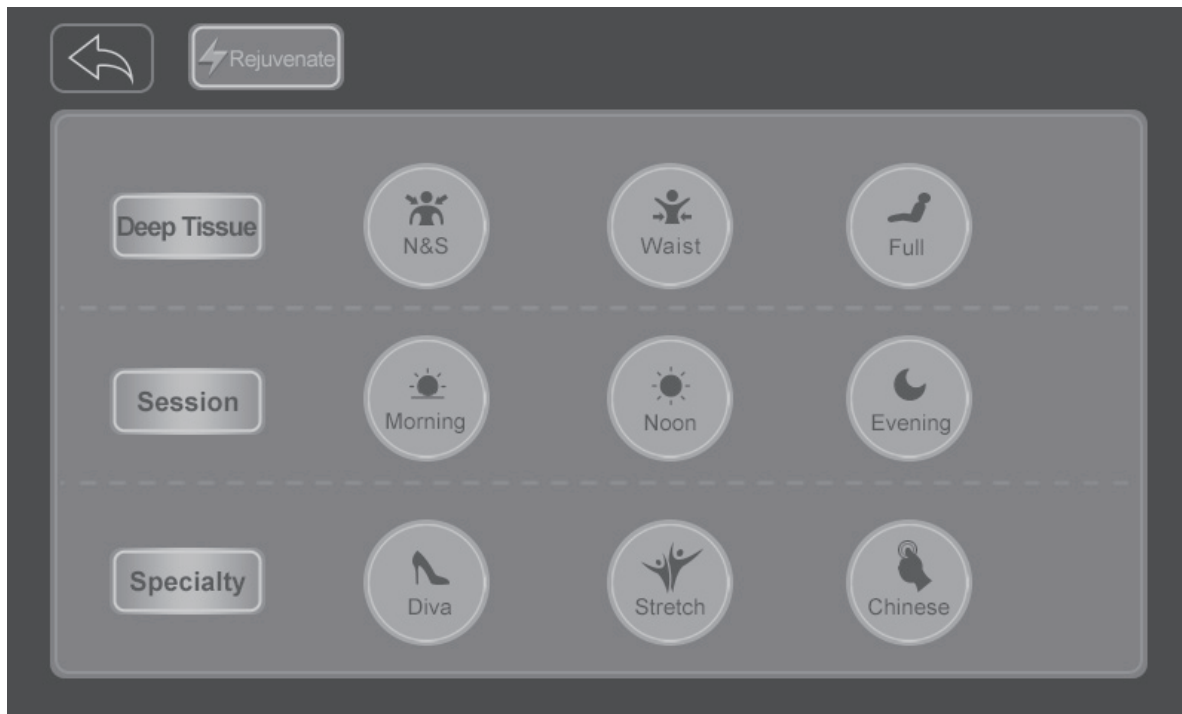 Rejuvenate
Deep Tissue
N&S
Waist
Full
Session
Morning
Noon
Evening
Specialty
Diva
Stretch
Chinese